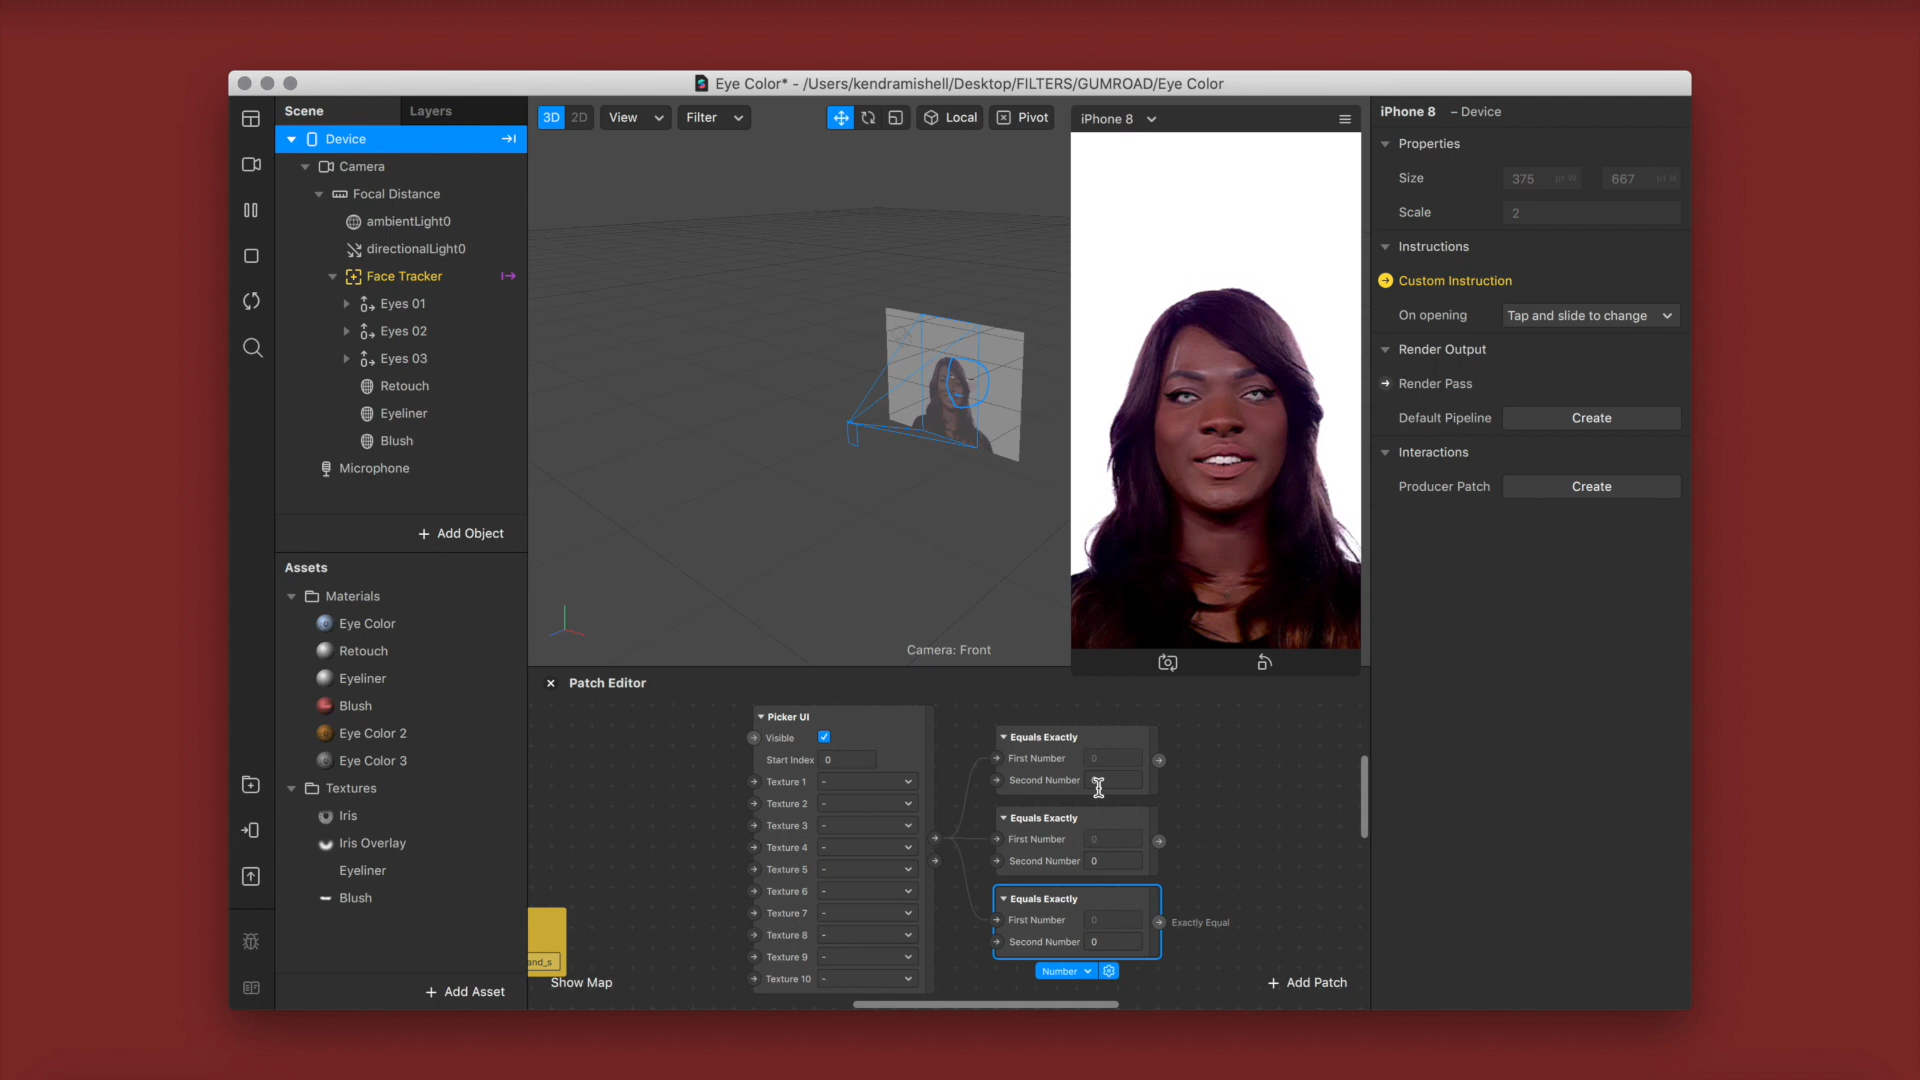 Eye Color* - /Users/kendramishell/Desktop/FILTERS/GUMROAD/Eye Color
Scene
Layers
Device
Camera
Focal Distance
ambientLight0
directionalLight0
Face Tracker
Eyes 01
Eyes 02
Eyes 03
Retouch
Eyeliner
Blush
Microphone
+ Add Object
Assets
Materials
Eye Color
Retouch
Eyeliner
Blush
Eye Color 2
Eye Color 3
Textures
Iris
Iris Overlay
Eyeliner
Blush
+ Add Asset
3D 2D View Filter Local Pivot
Camera: Front
iPhone 8
Patch Editor
and_s
Show Map
Picker UI
Visible
Start Index 0
Texture 1 -
Texture 2 -
Texture 3 -
Texture 4 -
Texture 5 -
Texture 6 -
Texture 7 -
Texture 8 -
Texture 9 -
Texture 10 -
Equals Exactly
First Number 0
Second Number
Equals Exactly
First Number 0
Second Number 0
Equals Exactly
First Number 0
Second Number 0
Exactly Equal
Number
+ Add Patch
iPhone 8 – Device
Properties
Size 375 pt W 667 pt H
Scale 2
Instructions
Custom Instruction
On opening Tap and slide to change
Render Output
Render Pass
Default Pipeline Create
Interactions
Producer Patch Create